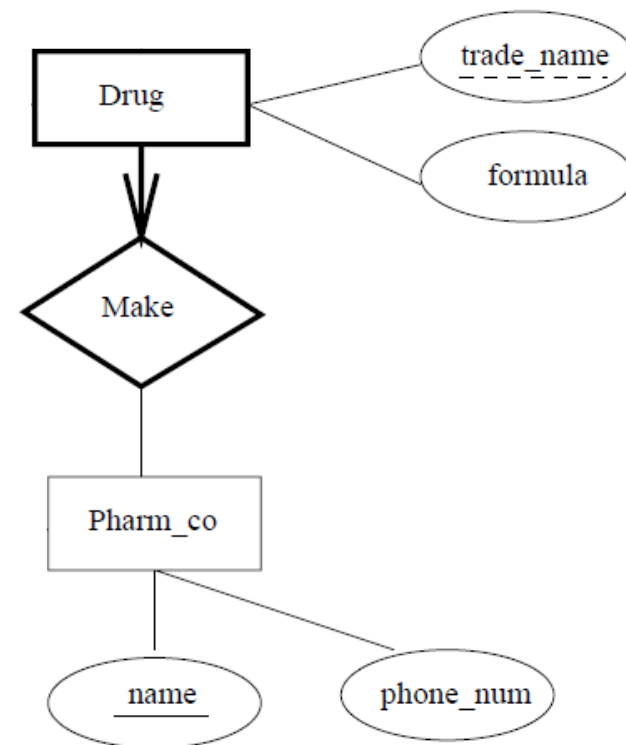 trade_name
Drug
formula
Make
Pharm_co
name
phone_num